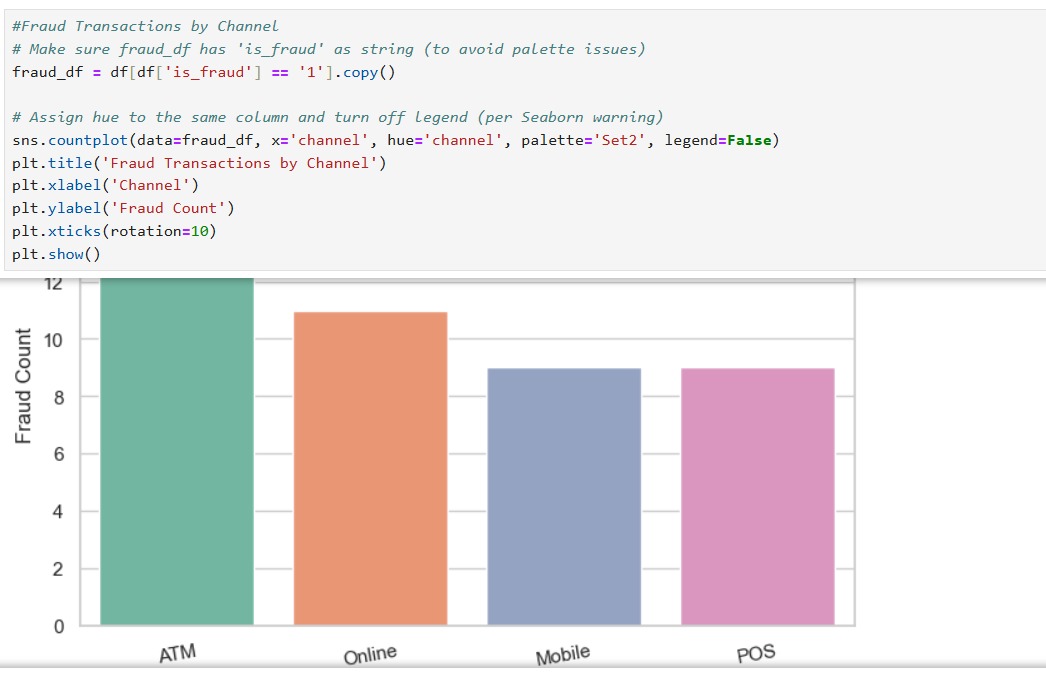 #Fraud Transactions by Channel
# Make sure fraud_df has 'is_fraud' as string (to avoid palette issues)
fraud_df = df[df['is_fraud'] == '1'].copy()
# Assign hue to the same column and turn off legend (per Seaborn warning)
sns.countplot(data=fraud_df, x='channel', hue='channel', palette='Set2', legend=False)
plt.title('Fraud Transactions by Channel')
plt.xlabel('Channel')
plt.ylabel('Fraud Count')
plt.xticks(rotation=10)
plt.show()
12
10
8
6
4
2
0
Fraud Count
ATM
Online
Mobile
POS